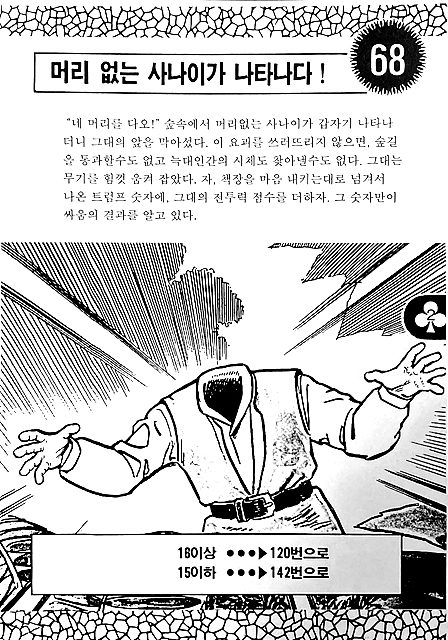 68
머리 없는 사나이가 나타나다!
"네 머리를 다오!" 숲속에서 머리없는 사나이가 갑자기 나타나
더니 그대의 앞을 막아섰다. 이 요괴를 쓰러뜨리지 않으면, 숲길
을 통과할수도 없고 늑대인간의 시체도 찾아낼수도 없다. 그대는
무기를 힘껏 움켜 잡았다. 자, 책장을 마음 내키는대로 넘겨서
나온 트럼프 숫자에, 그대의 전투력 점수를 더하자. 그 숫자만이
싸움의 결과를 알고 있다.
16이상 ●●●▶120번으로
15이하 ●●●▶142번으로